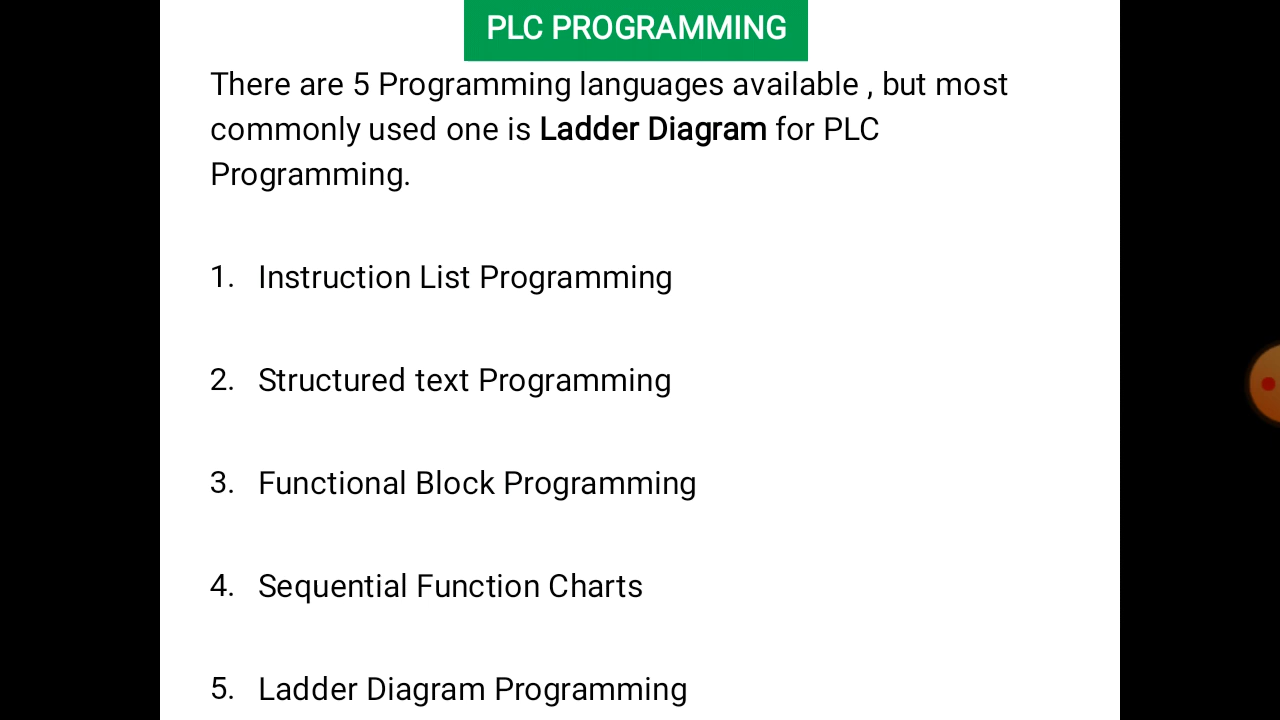 PLC PROGRAMMING
There are 5 Programming languages available , but most
commonly used one is Ladder Diagram for PLC
Programming.
1. Instruction List Programming
2. Structured text Programming
3. Functional Block Programming
4. Sequential Function Charts
5. Ladder Diagram Programming